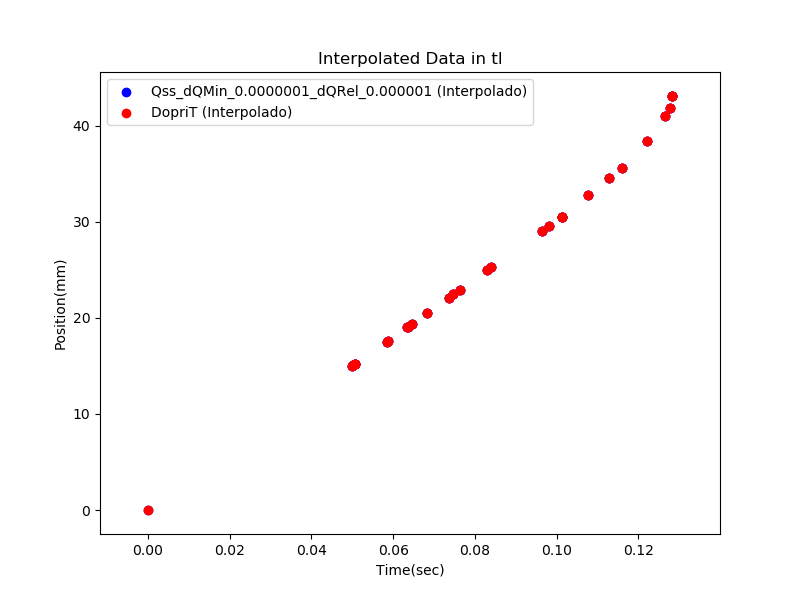 Interpolated Data in tl
Qss_dQMin_0.0000001_dQRel_0.000001 (Interpolado)
DopriT (Interpolado)
40
30
20
10
0
Position(mm)
0.00 0.02 0.04 0.06 0.08 0.10 0.12
Time(sec)